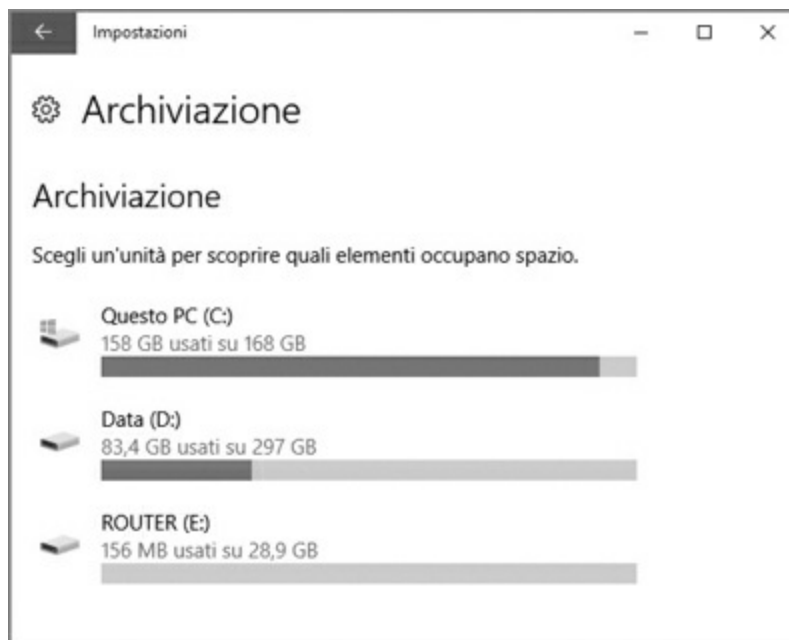 Impostazioni
Archiviazione
Archiviazione
Scegli un'unità per scoprire quali elementi occupano spazio.
Questo PC (C:)
158 GB usati su 168 GB
Data (D:)
83,4 GB usati su 297 GB
ROUTER (E:)
156 MB usati su 28,9 GB